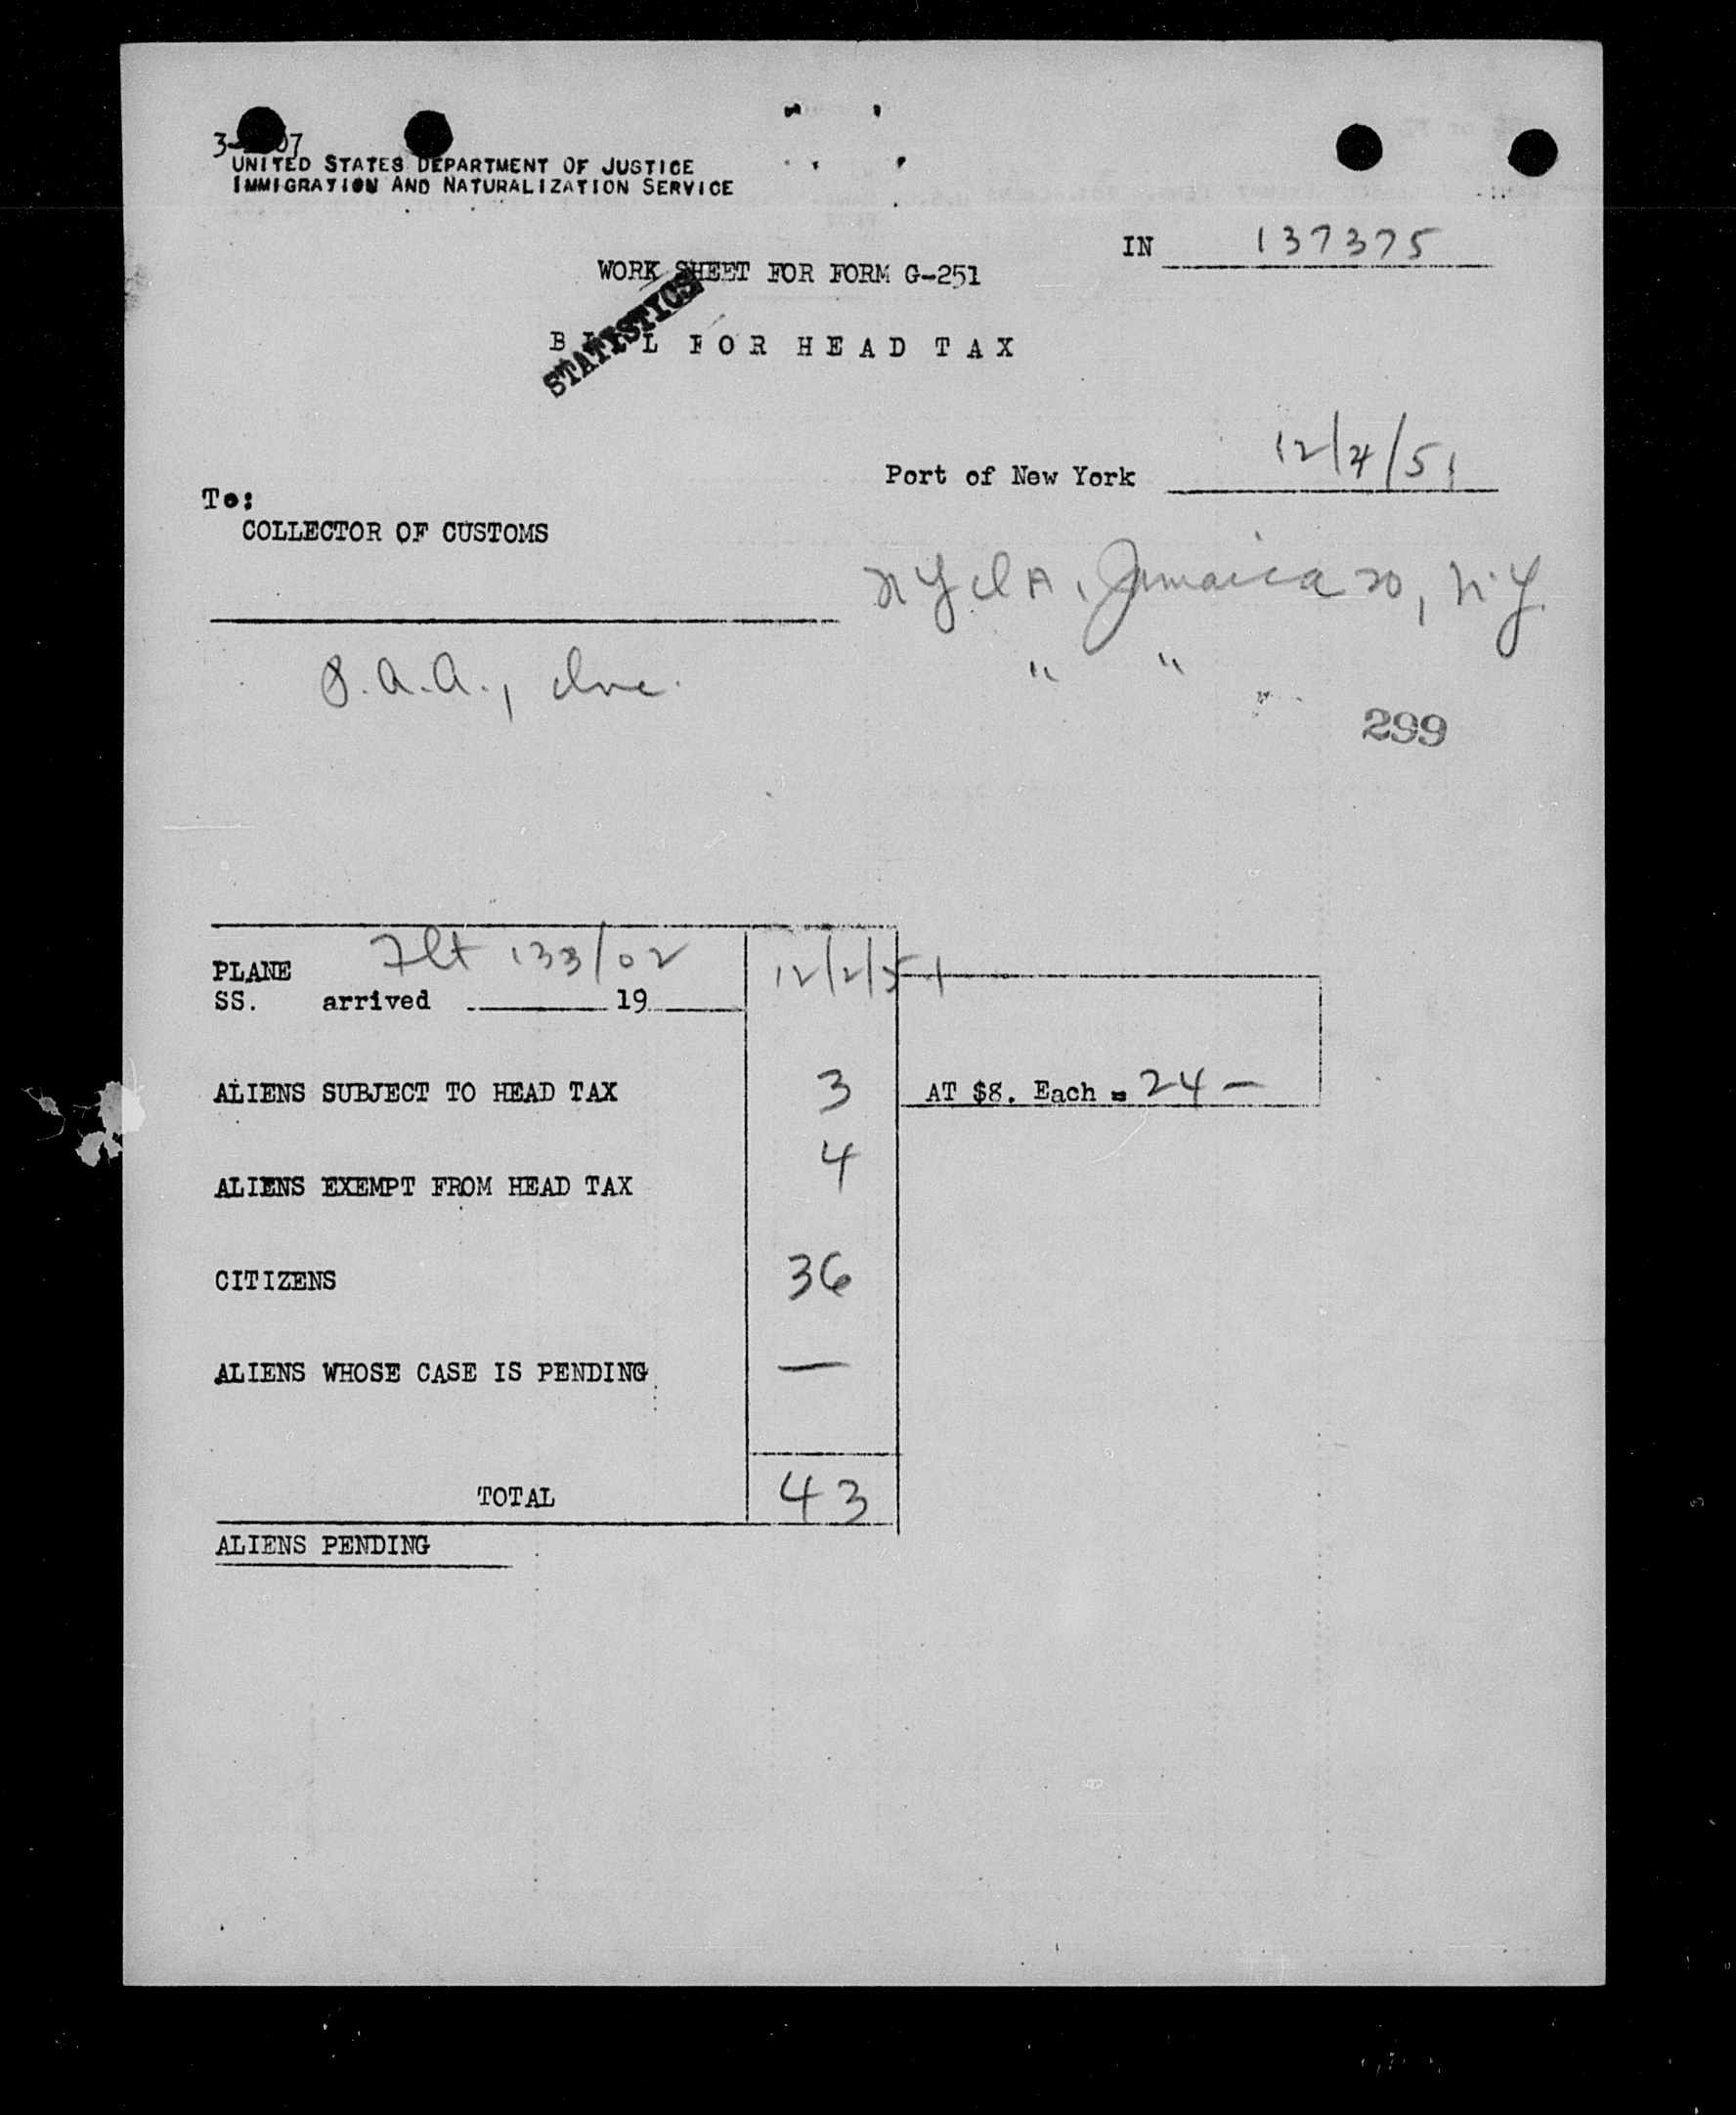 UNITED STATES DEPARTMENT OF JUSTICE
IMMIGRATION AND NATURALIZATION SERVICE
IN 137375
WORK SHEET FOR FORM G-251
STATISTICS
BILL FOR HEAD TAX
Port of New York 12/4/51
To:
COLLECTOR OF CUSTOMS
NYIA, Jamaica 30, N.Y.
P.A.A., Inc. " "
299
PLANE Flt 133/02 12/2/51
SS. arrived 19
ALIENS SUBJECT TO HEAD TAX 3 AT $8. Each = 24 —
ALIENS EXEMPT FROM HEAD TAX 4
CITIZENS 36
ALIENS WHOSE CASE IS PENDING —
TOTAL 43
ALIENS PENDING